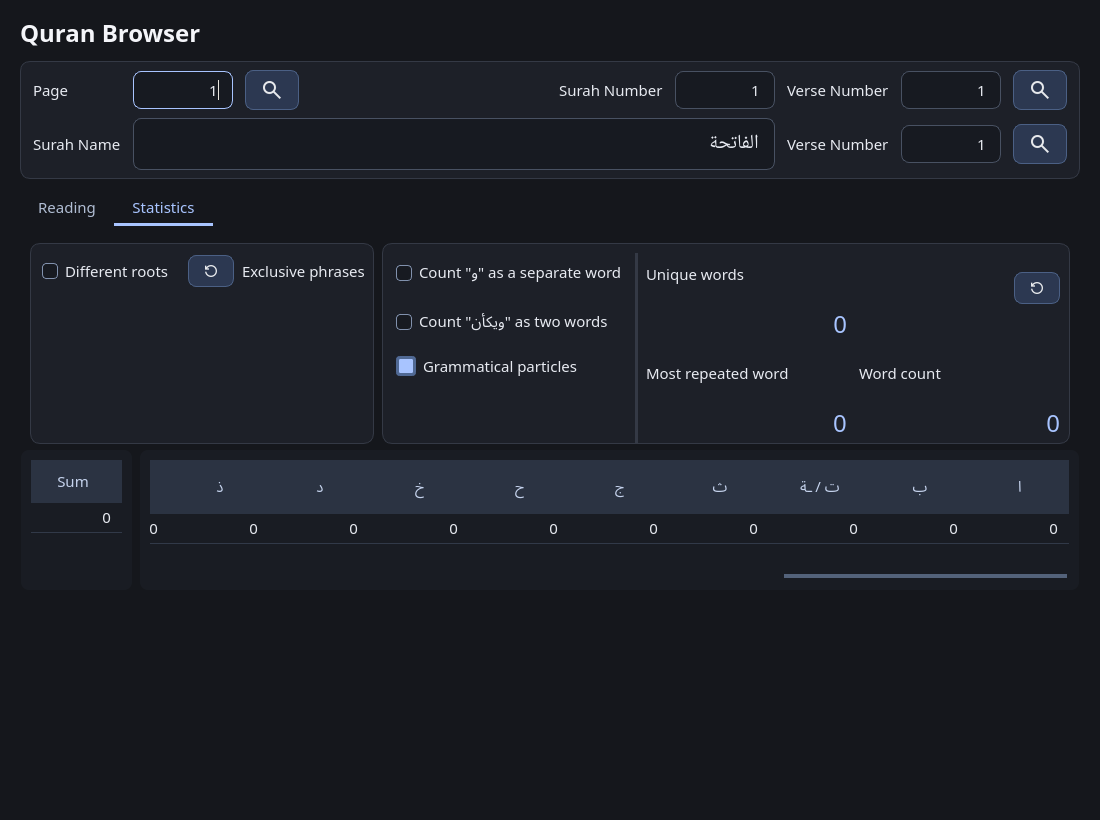 Quran Browser
Page 1 Surah Number 1 Verse Number 1
Surah Name الفاتحة Verse Number 1
Reading Statistics
Different roots Exclusive phrases
Count "و" as a separate word
Count "ويكأن" as two words
Grammatical particles
Unique words
0
Most repeated word Word count
0 0
Sum
0
ا ب ت/ـة ث ج ح خ د ذ
0 0 0 0 0 0 0 0 0 0